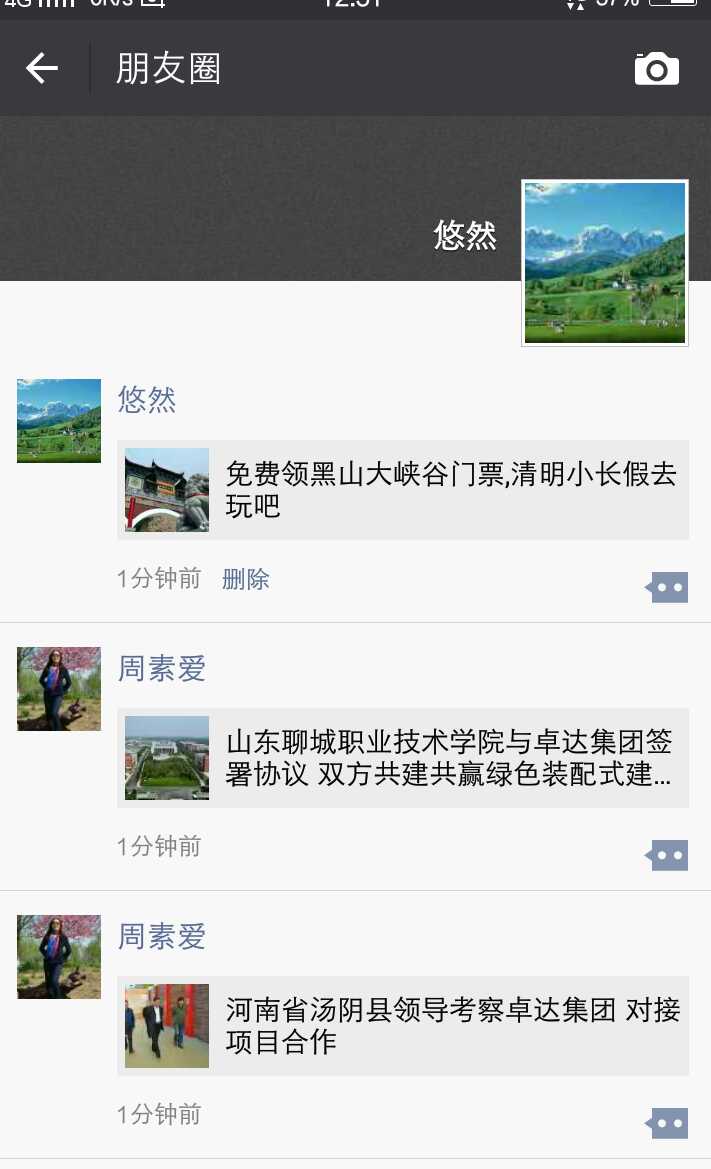 朋友圈
悠然
悠然
免费领黑山大峡谷门票,清明小长假去
玩吧
1分钟前 删除
周素爱
山东聊城职业技术学院与卓达集团签
署协议 双方共建共赢绿色装配式建...
1分钟前
周素爱
河南省汤阴县领导考察卓达集团 对接
项目合作
1分钟前